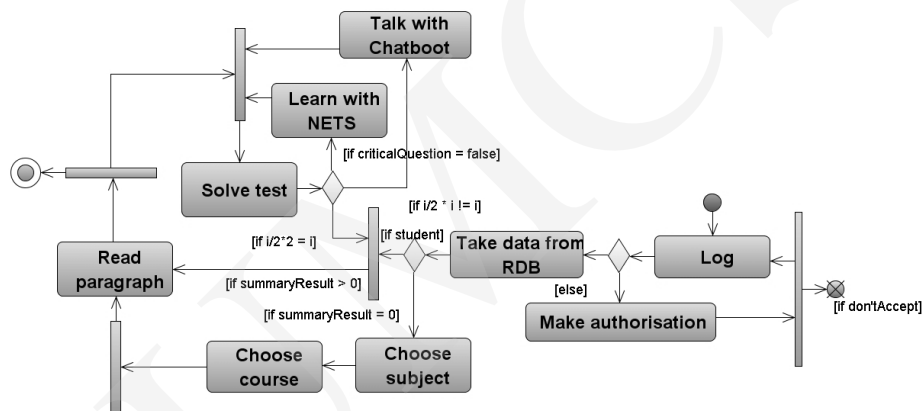 Talk with
Chatboot
Learn with
NETS
[if criticalQuestion = false]
Solve test
[if i/2 * i != i]
[if i/2*2 = i]
[if student]
Take data from
RDB
Log
Read
paragraph
[if summaryResult > 0]
[else]
[if don'tAccept]
[if summaryResult = 0]
Make authorisation
Choose
course
Choose
subject